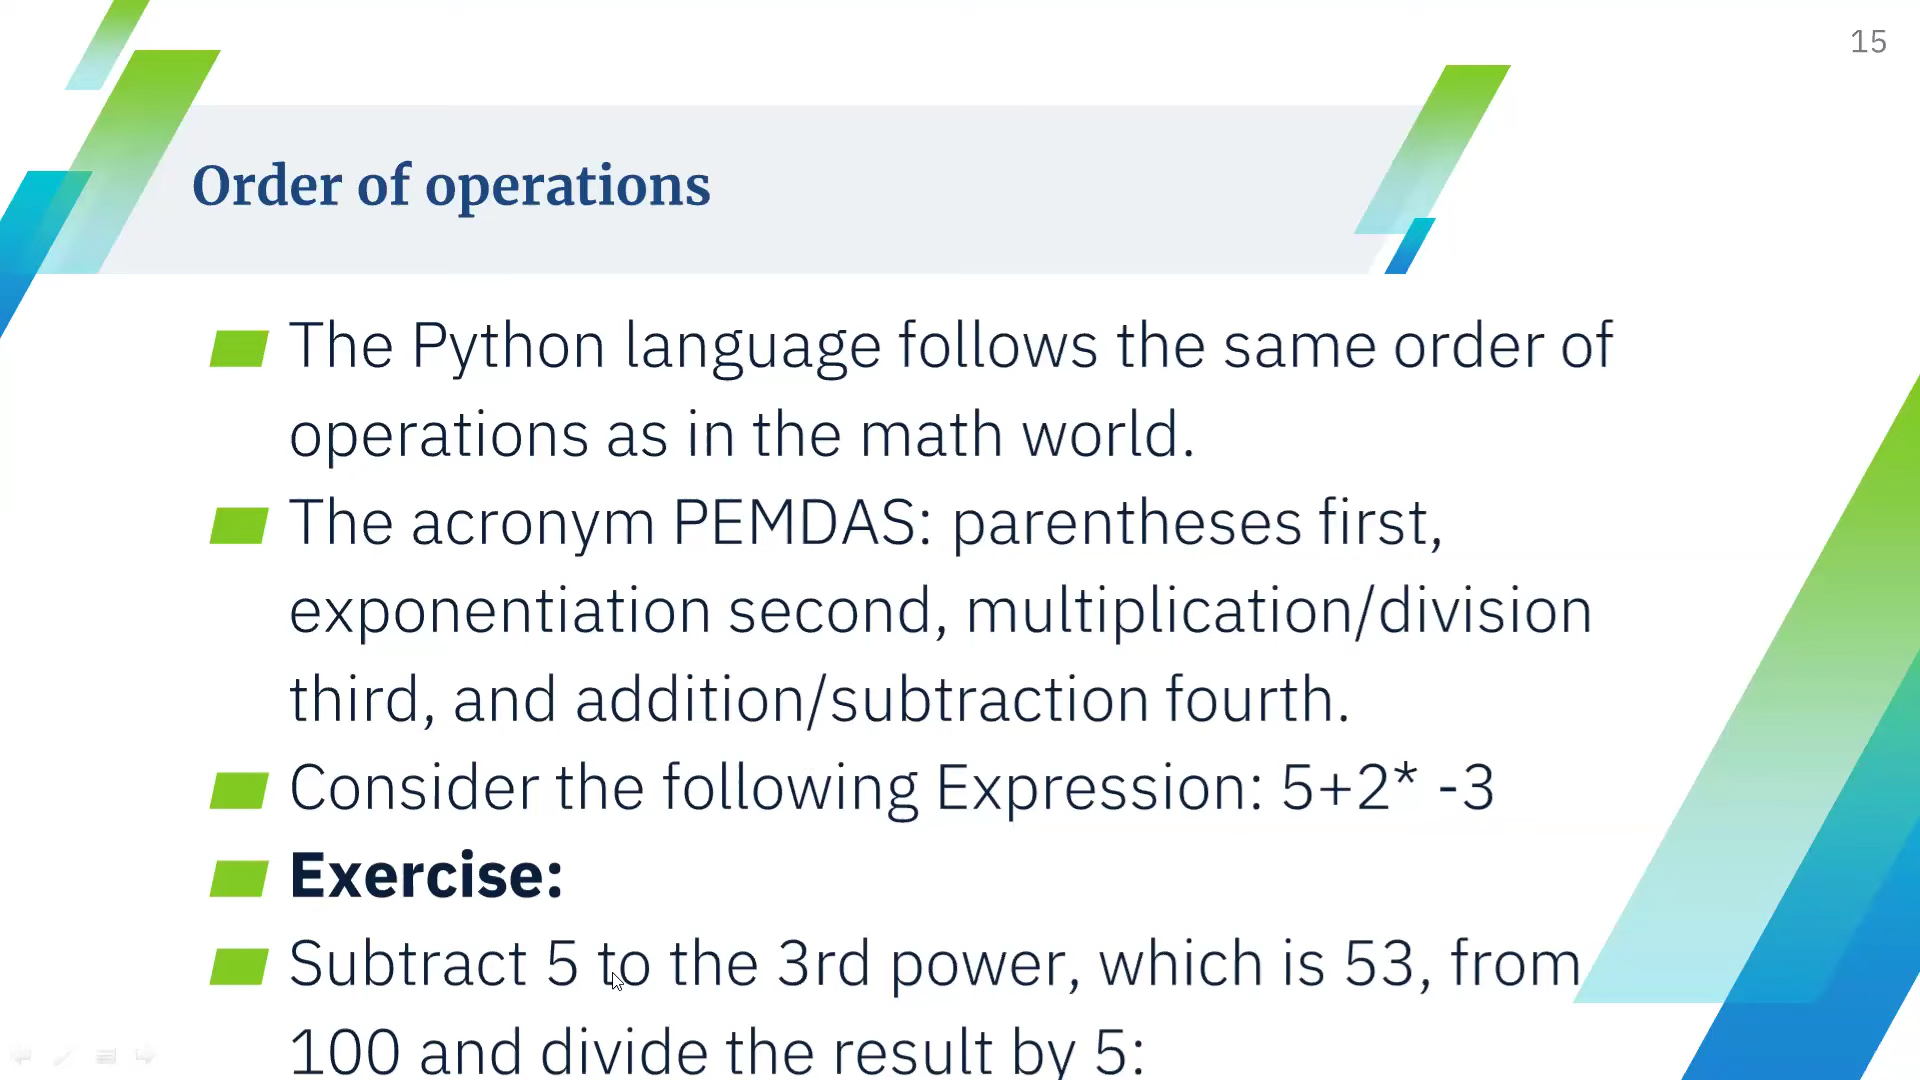 15
Order of operations
The Python language follows the same order of
operations as in the math world.
The acronym PEMDAS: parentheses first,
exponentiation second, multiplication/division
third, and addition/subtraction fourth.
Consider the following Expression: 5+2* -3
Exercise:
Subtract 5 to the 3rd power, which is 53, from
100 and divide the result by 5: